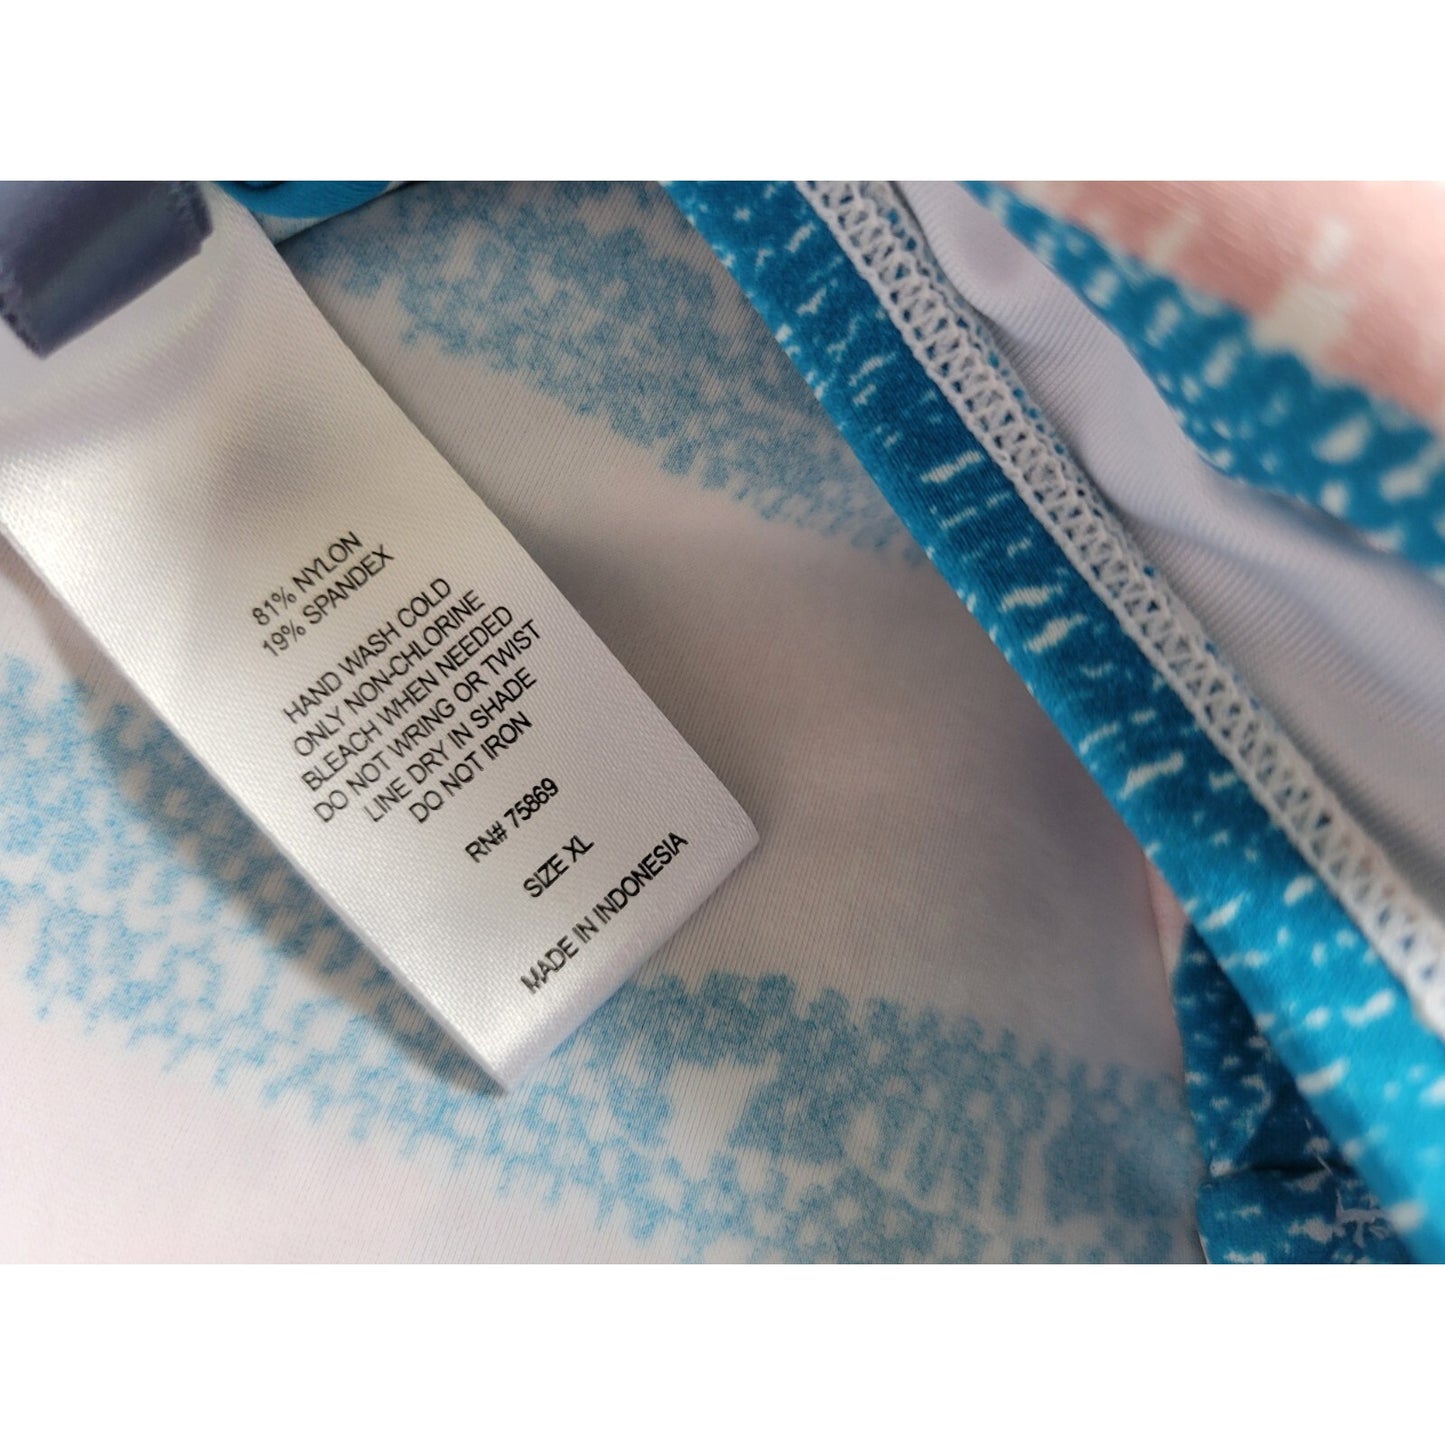 81% NYLON
19% SPANDEX
HAND WASH COLD
ONLY NON-CHLORINE
BLEACH WHEN NEEDED
DO NOT WRING OR TWIST
LINE DRY IN SHADE
DO NOT IRON
RN# 75869
SIZE XL
MADE IN INDONESIA